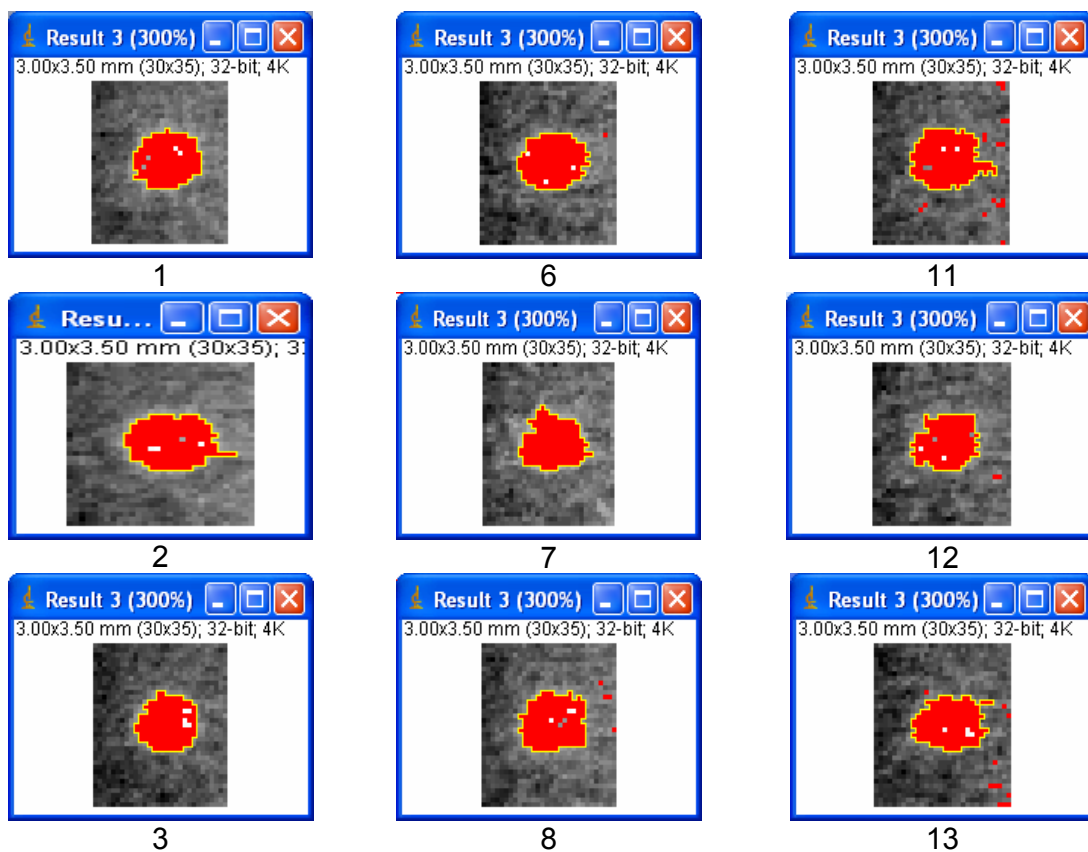 Result 3 (300%)
3.00x3.50 mm (30x35); 32-bit; 4K
1
Result 3 (300%)
3.00x3.50 mm (30x35); 32-bit; 4K
6
Result 3 (300%)
3.00x3.50 mm (30x35); 32-bit; 4K
11
Resu...
3.00x3.50 mm (30x35);
2
Result 3 (300%)
3.00x3.50 mm (30x35); 32-bit; 4K
7
Result 3 (300%)
3.00x3.50 mm (30x35); 32-bit; 4K
12
Result 3 (300%)
3.00x3.50 mm (30x35); 32-bit; 4K
3
Result 3 (300%)
3.00x3.50 mm (30x35); 32-bit; 4K
8
Result 3 (300%)
3.00x3.50 mm (30x35); 32-bit; 4K
13